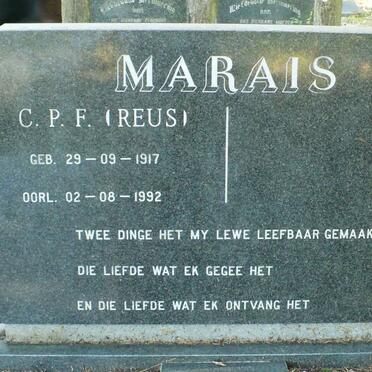 MARAIS
C. P. F. (REUS)
GEB. 29 – 09 – 1917
OORL. 02 – 08 – 1992
TWEE DINGE HET MY LEWE LEEFBAAR GEMAAK
DIE LIEFDE WAT EK GEGEE HET
EN DIE LIEFDE WAT EK ONTVANG HET